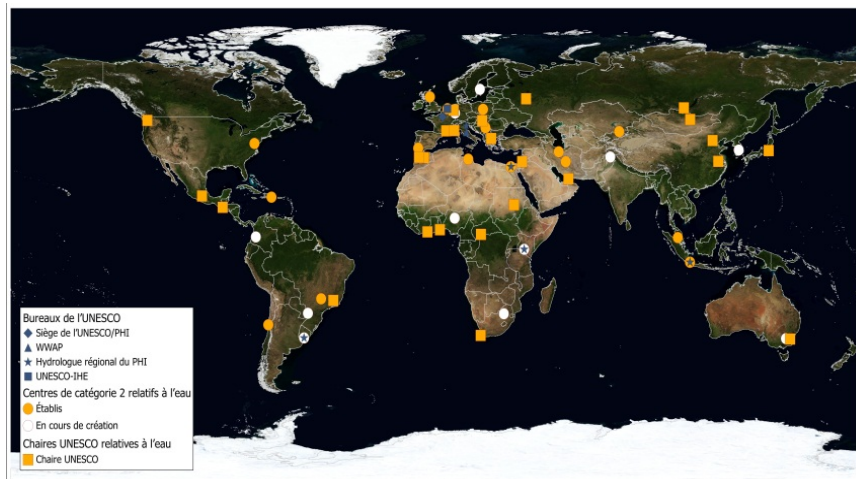 Bureaux de l'UNESCO
Siège de l'UNESCO/PHI
WWAP
Hydrologue régional du PHI
UNESCO-IHE
Centres de catégorie 2 relatifs à l'eau
Établis
En cours de création
Chaires UNESCO relatives à l'eau
Chaire UNESCO